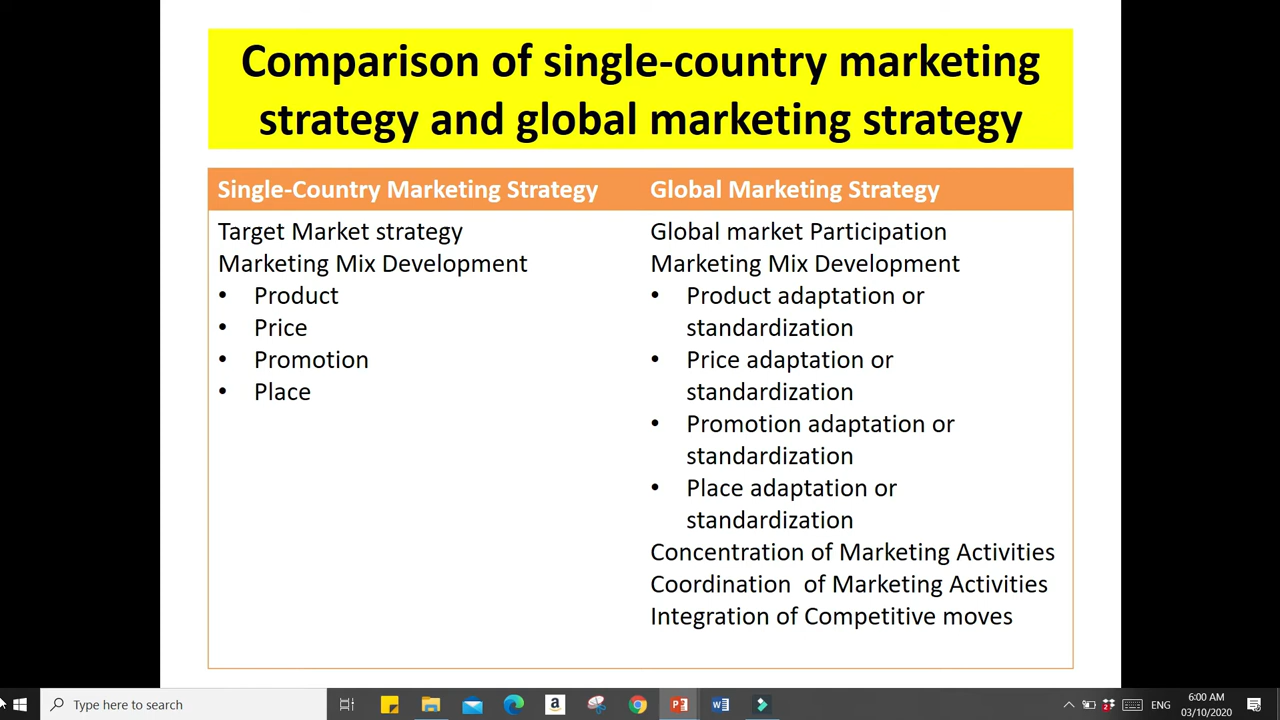 Comparison of single-country marketing
strategy and global marketing strategy
Single-Country Marketing Strategy
Target Market strategy
Marketing Mix Development
• Product
• Price
• Promotion
• Place
Global Marketing Strategy
Global market Participation
Marketing Mix Development
• Product adaptation or
standardization
• Price adaptation or
standardization
• Promotion adaptation or
standardization
• Place adaptation or
standardization
Concentration of Marketing Activities
Coordination of Marketing Activities
Integration of Competitive moves
Type here to search
a
P
W
ENG
6:00 AM
03/10/2020